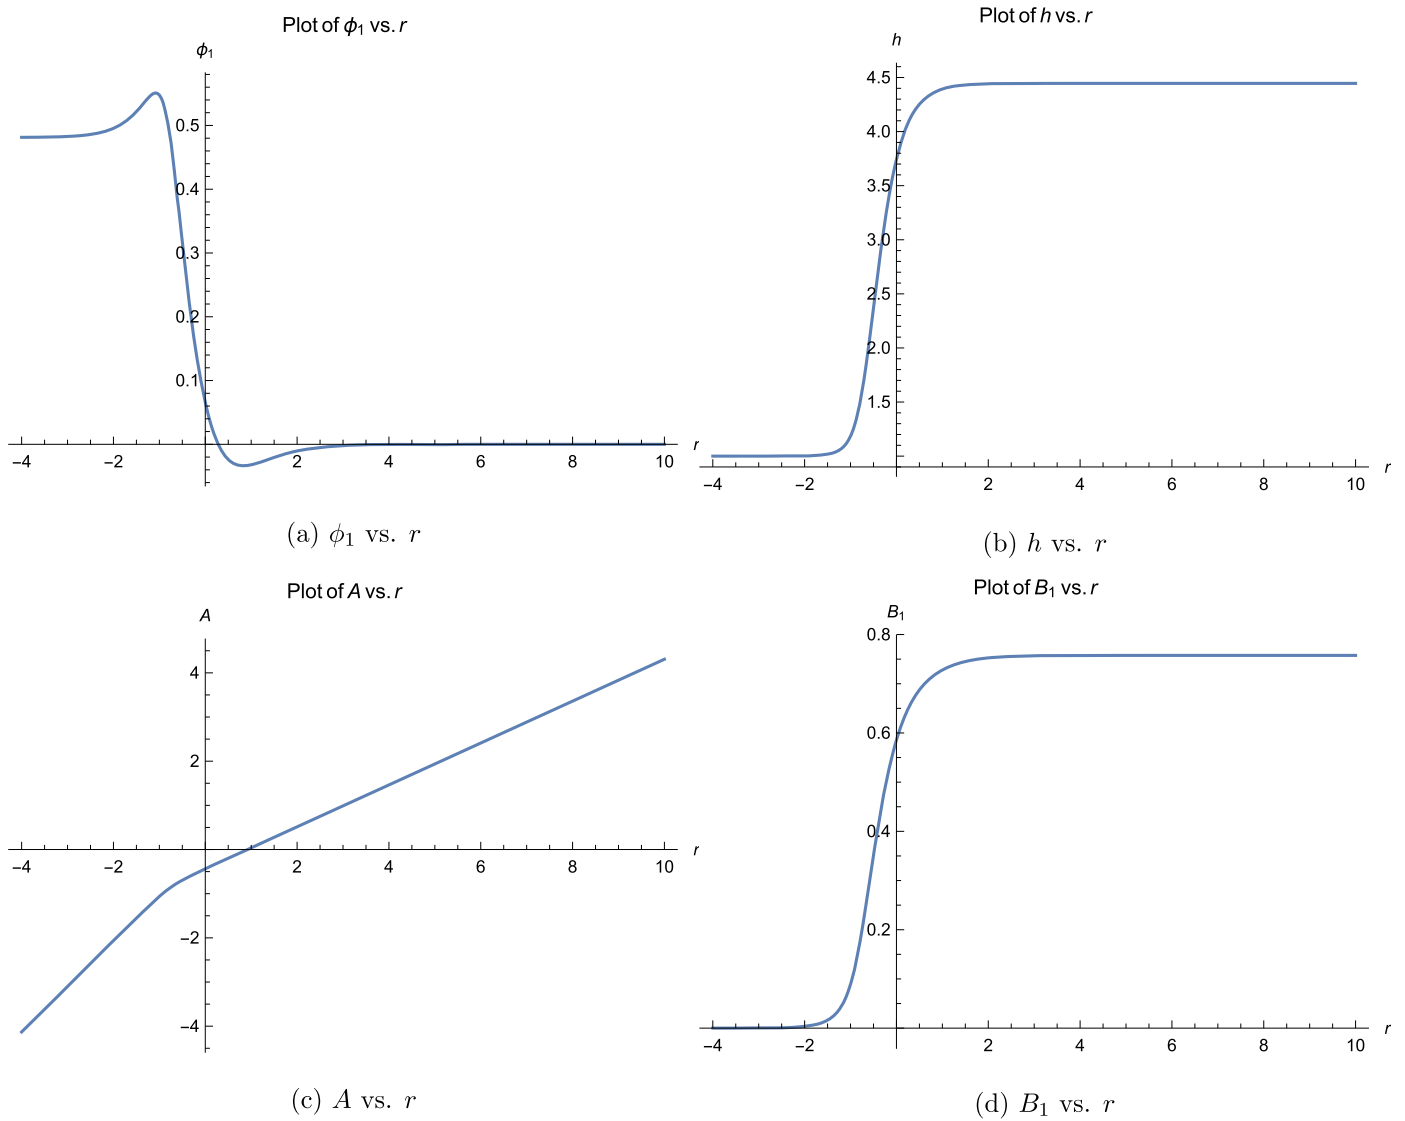 Plot of ϕ₁ vs. r
ϕ₁
0.5
0.4
0.3
0.2
0.1
−4 −2 2 4 6 8 10 r
(a) ϕ₁ vs. r
Plot of h vs. r
h
4.5
4.0
3.5
3.0
2.5
2.0
1.5
−4 −2 2 4 6 8 10 r
(b) h vs. r
Plot of A vs. r
A
4
2
−4 −2 2 4 6 8 10 r
−2
−4
(c) A vs. r
Plot of B₁ vs. r
B₁
0.8
0.6
0.4
0.2
−4 −2 2 4 6 8 10 r
(d) B₁ vs. r